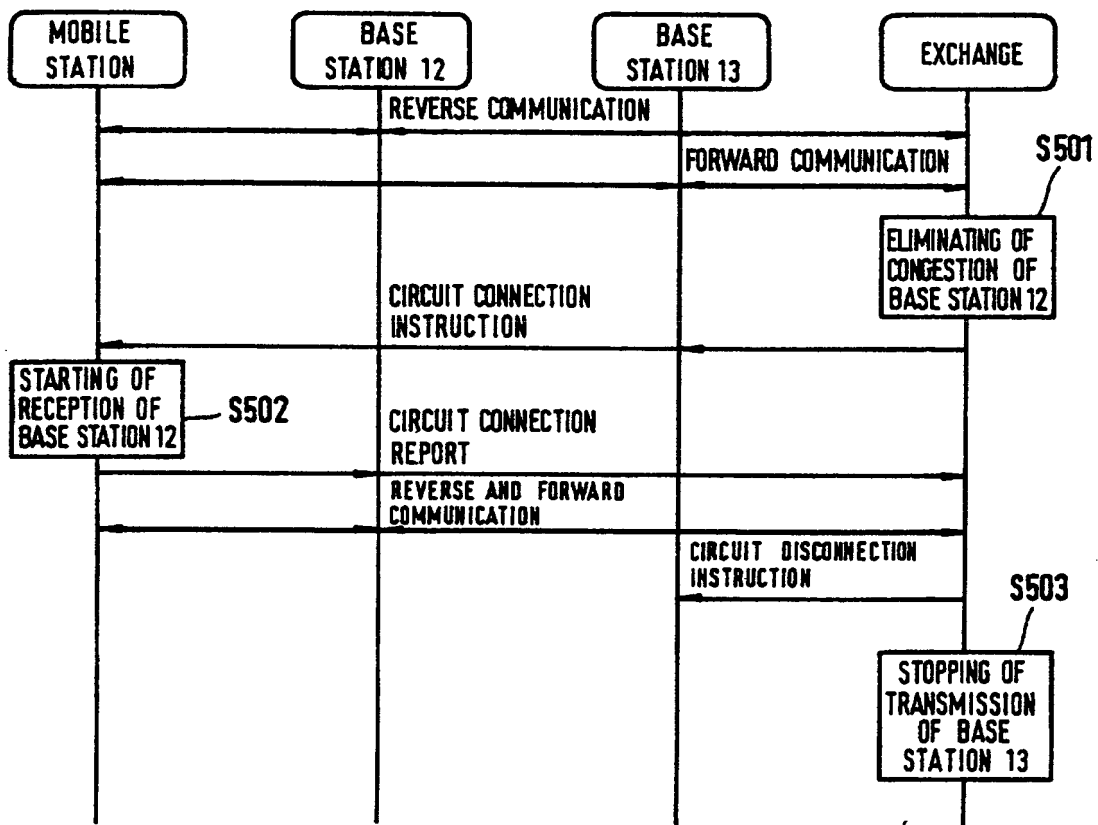 MOBILE
STATION
BASE
STATION 12
BASE
STATION 13
EXCHANGE
REVERSE COMMUNICATION
FORWARD COMMUNICATION
S501
ELIMINATING OF
CONGESTION OF
BASE STATION 12
CIRCUIT CONNECTION
INSTRUCTION
STARTING OF
RECEPTION OF
BASE STATION 12
S502
CIRCUIT CONNECTION
REPORT
REVERSE AND FORWARD
COMMUNICATION
CIRCUIT DISCONNECTION
INSTRUCTION
S503
STOPPING OF
TRANSMISSION
OF BASE
STATION 13